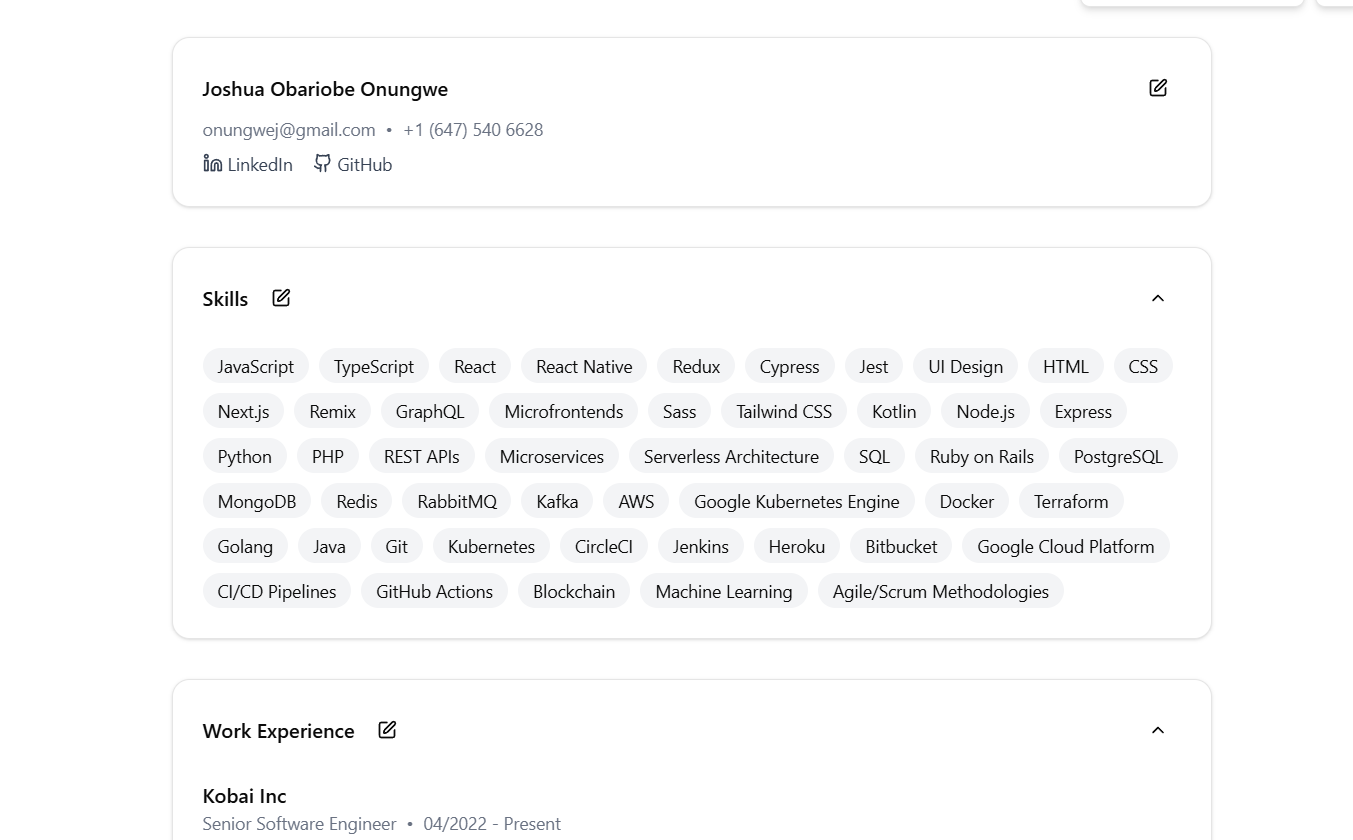 Joshua Obariobe Onungwe
onungwej@gmail.com • +1 (647) 540 6628
LinkedIn GitHub
Skills
JavaScript TypeScript React React Native Redux Cypress Jest UI Design HTML CSS
Next.js Remix GraphQL Microfrontends Sass Tailwind CSS Kotlin Node.js Express
Python PHP REST APIs Microservices Serverless Architecture SQL Ruby on Rails PostgreSQL
MongoDB Redis RabbitMQ Kafka AWS Google Kubernetes Engine Docker Terraform
Golang Java Git Kubernetes CircleCI Jenkins Heroku Bitbucket Google Cloud Platform
CI/CD Pipelines GitHub Actions Blockchain Machine Learning Agile/Scrum Methodologies
Work Experience
Kobai Inc
Senior Software Engineer • 04/2022 - Present